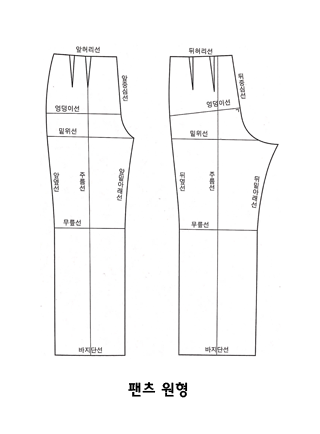 앞허리선
앞중심선
엉덩이선
밑위선
앞옆선
주름선
앞밑아래선
무릎선
바지단선
뒤허리선
뒤중심선
엉덩이선
밑위선
뒤옆선
주름선
뒤밑아래선
무릎선
바지단선
팬츠 원형